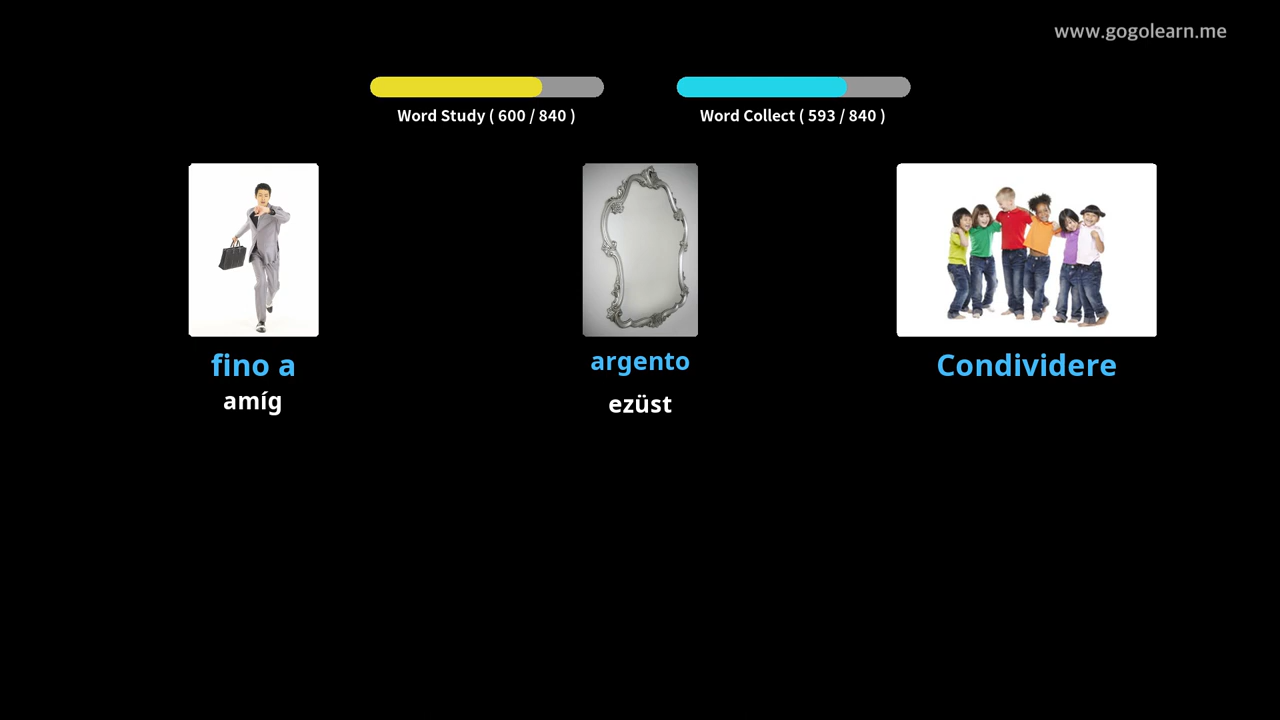 www.gogolearn.me
Word Study ( 600 / 840 )
Word Collect ( 593 / 840 )
fino a
amíg
argento
ezüst
Condividere